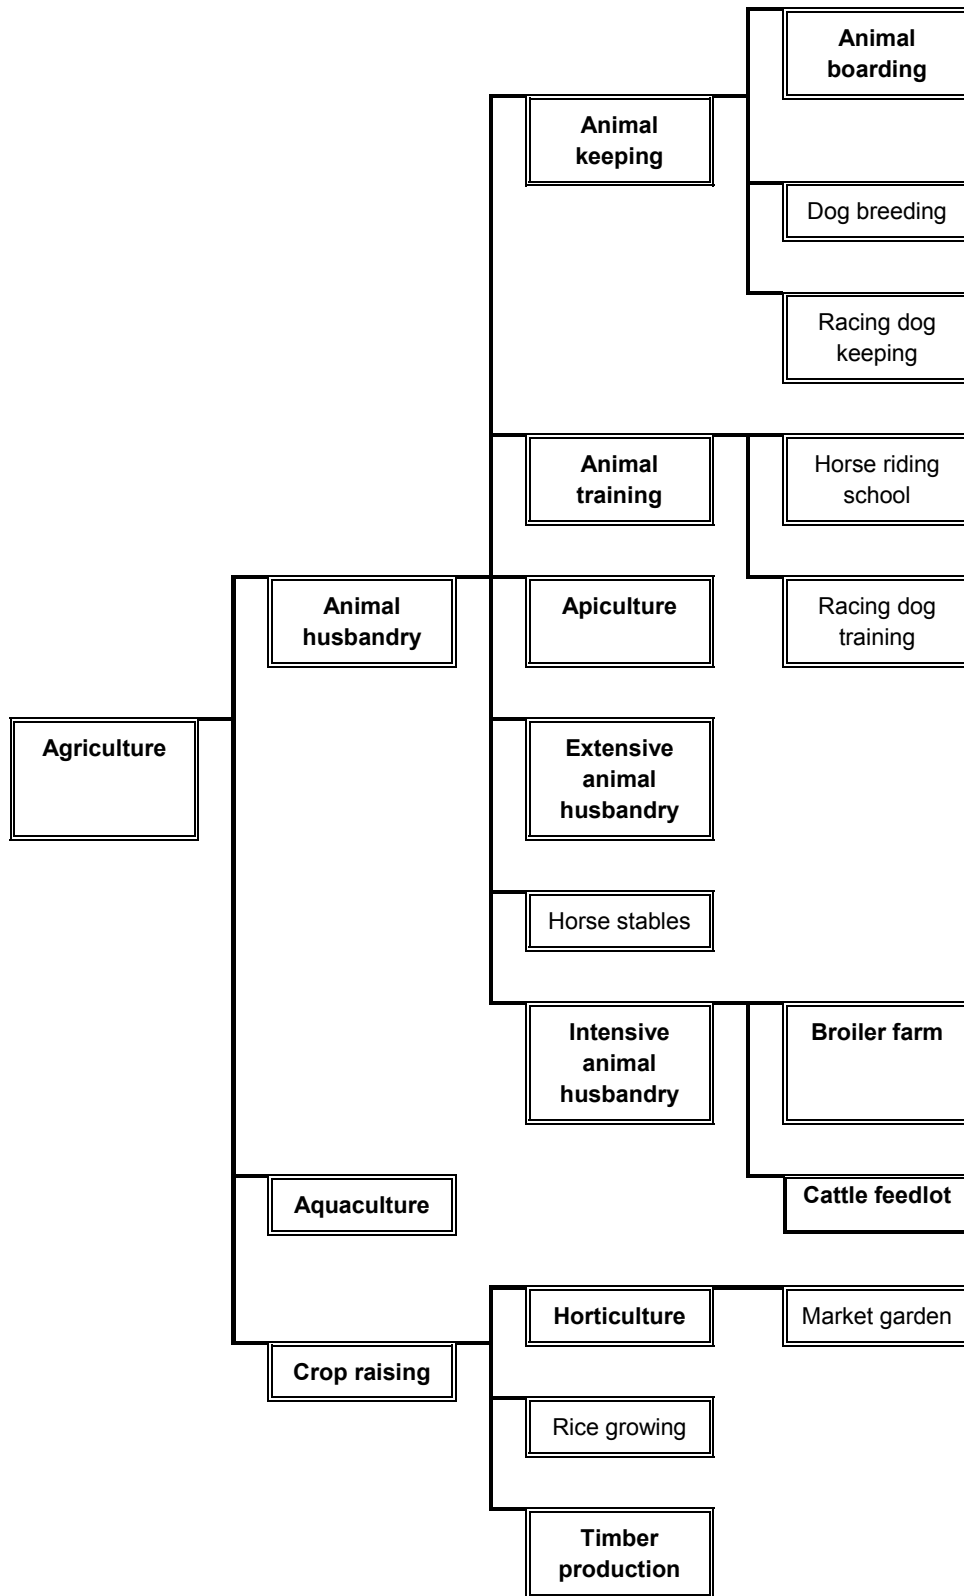 Animal
boarding
Animal
keeping
Dog breeding
Racing dog
keeping
Animal
training
Horse riding
school
Animal
husbandry
Apiculture
Racing dog
training
Agriculture
Extensive
animal
husbandry
Horse stables
Intensive
animal
husbandry
Broiler farm
Aquaculture
Cattle feedlot
Horticulture
Market garden
Crop raising
Rice growing
Timber
production